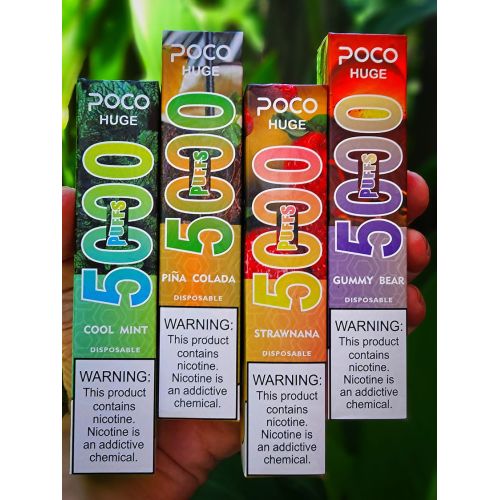 POCO
HUGE
5000
PUFFS
COOL MINT
DISPOSABLE
WARNING:
This product
contains
nicotine.
Nicotine is
an addictive
chemical.
POCO
HUGE
5000
PUFFS
PIÑA COLADA
DISPOSABLE
WARNING:
This product
contains
nicotine.
Nicotine is
an addictive
chemical.
POCO
HUGE
5000
PUFFS
STRAWNANA
DISPOSABLE
WARNING:
This product
contains
nicotine.
Nicotine is
an addictive
chemical.
POCO
HUGE
5000
PUFFS
GUMMY BEAR
DISPOSABLE
WARNING:
This product
contains
nicotine.
Nicotine is
an addictive
chemical.